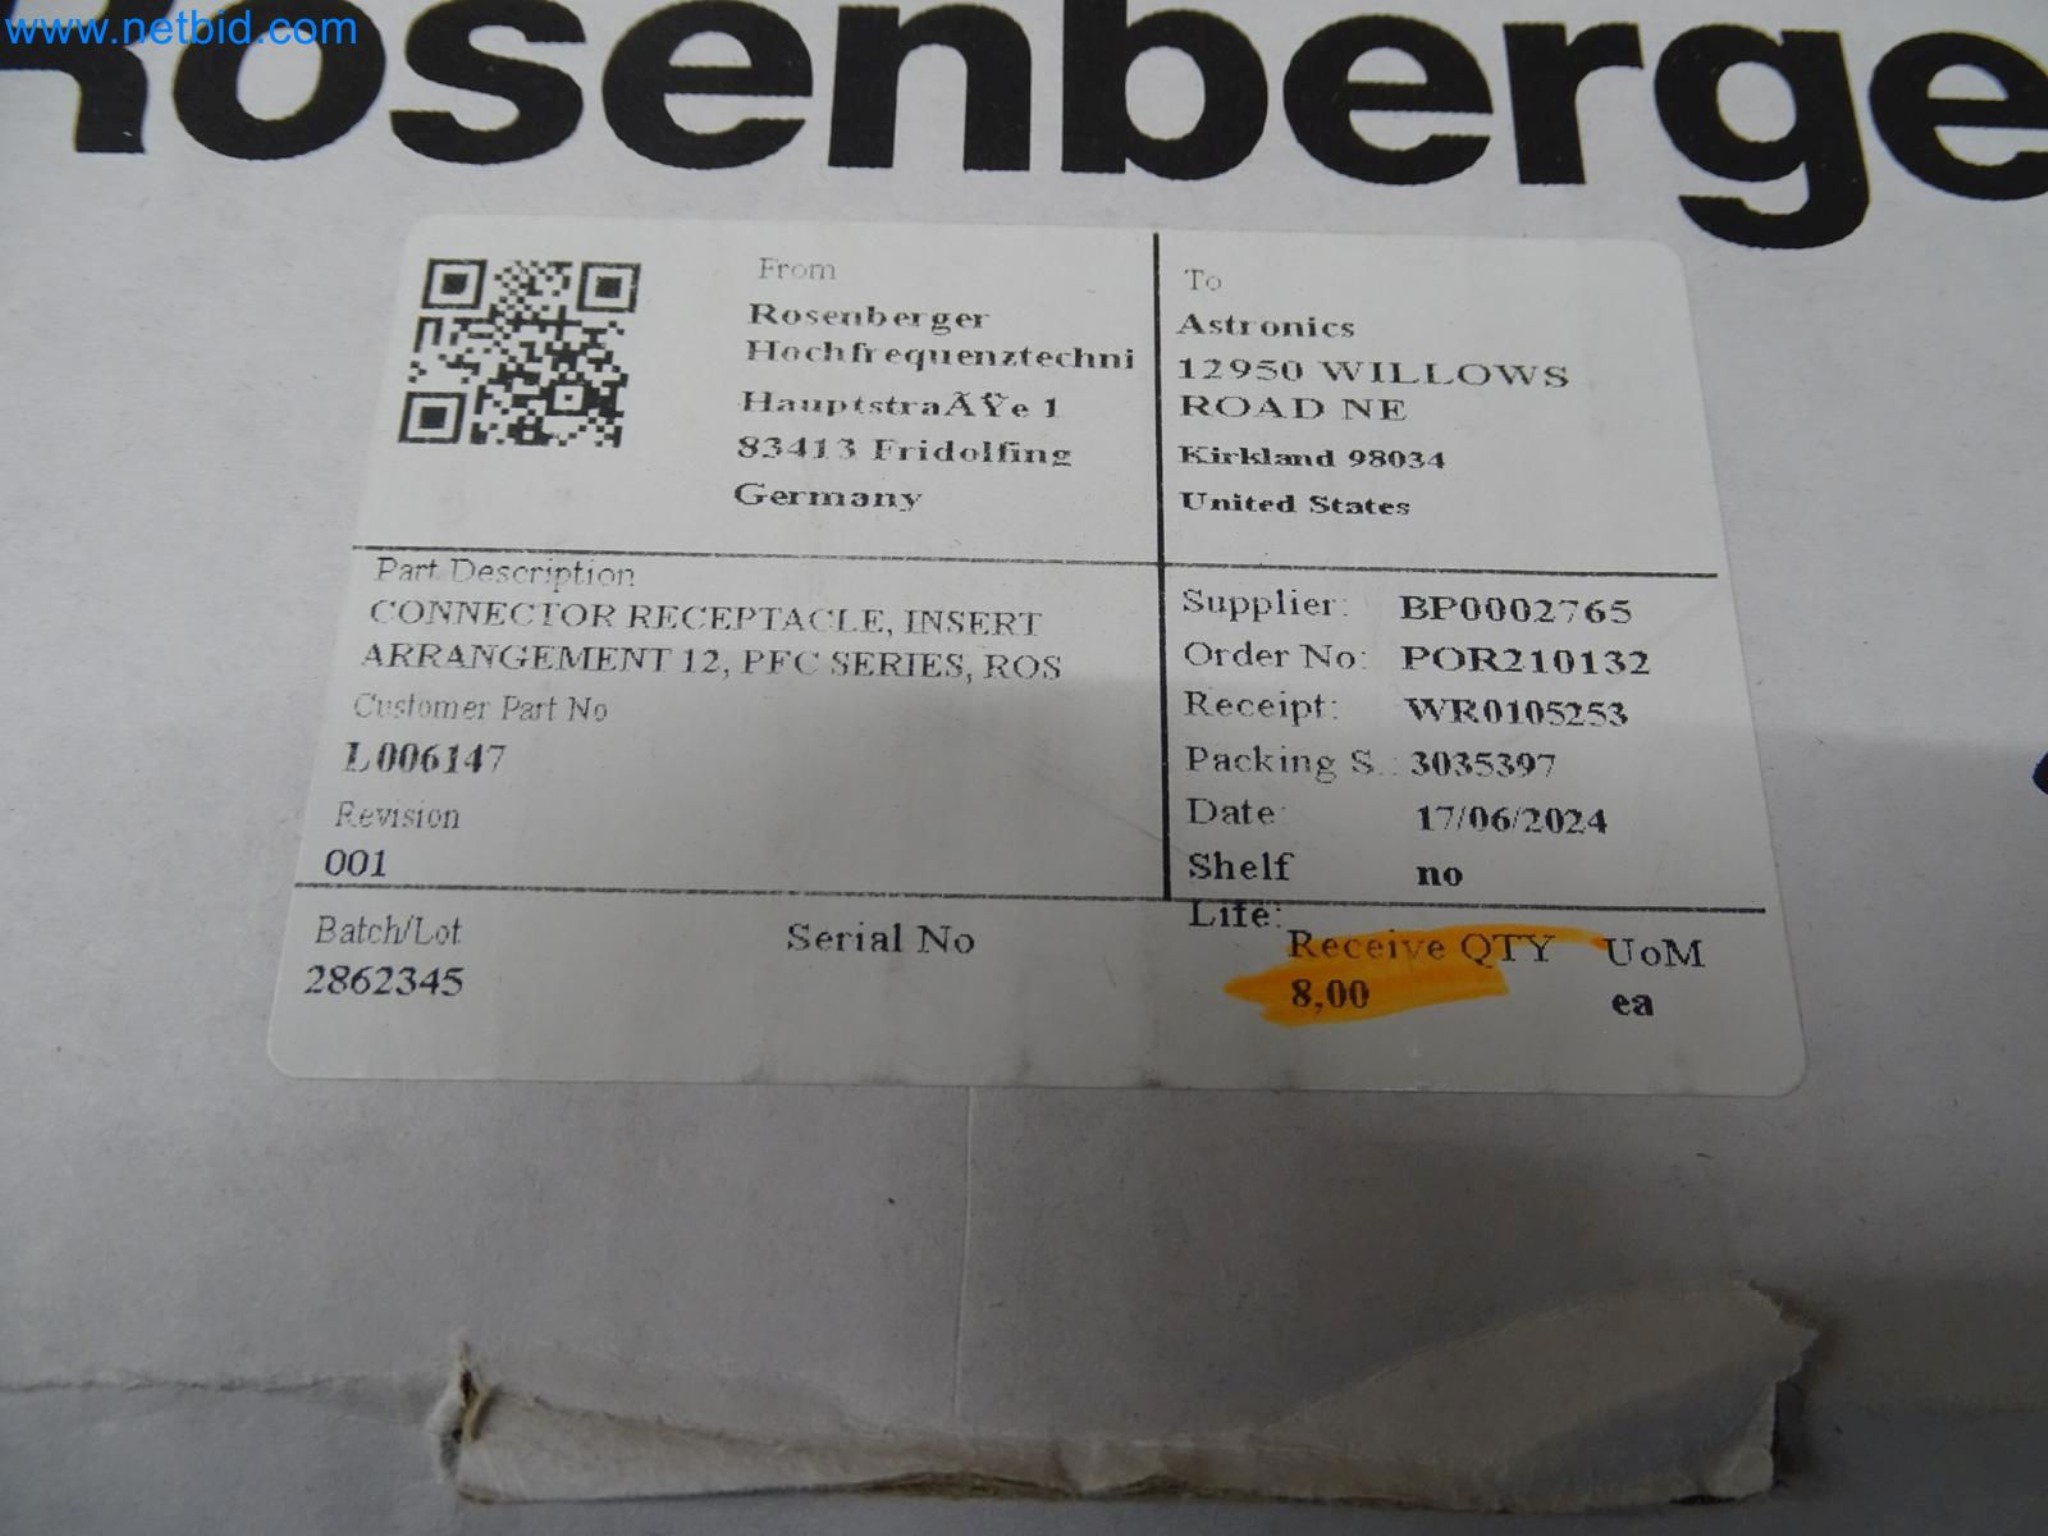 www.netbid.com
Rosenberge
From
Rosenberger
Hochfrequenztechni
HauptstraÃŸe 1
83413 Fridolfing
Germany
To
Astronics
12950 WILLOWS
ROAD NE
Kirkland 98034
United States
Part Description
CONNECTOR RECEPTACLE, INSERT
ARRANGEMENT 12, PFC SERIES, ROS
Customer Part No
L006147
Revision
001
Supplier: BP0002765
Order No: POR210132
Receipt: WR0105253
Packing S.: 3035397
Date: 17/06/2024
Shelf no
Life:
Batch/Lot
2862345
Serial No
Receive QTY UoM
8,00 ea